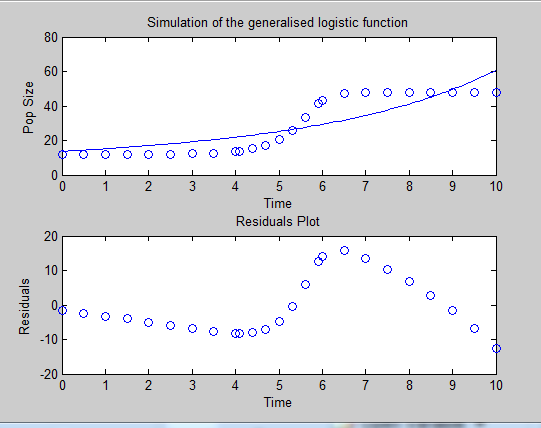 Simulation of the generalised logistic function
80
60
40
20
0
Pop Size
0 1 2 3 4 5 6 7 8 9 10
Time
Residuals Plot
20
10
0
-10
-20
Residuals
0 1 2 3 4 5 6 7 8 9 10
Time